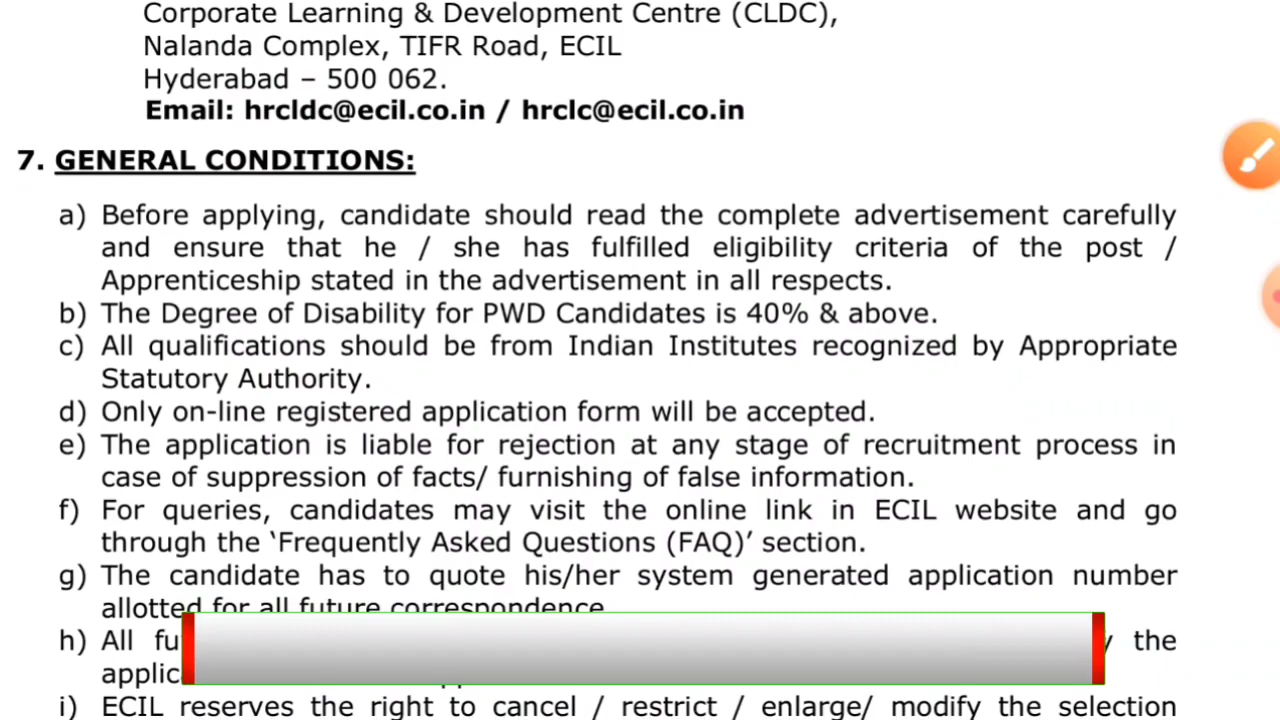 Corporate Learning & Development Centre (CLDC),
Nalanda Complex, TIFR Road, ECIL
Hyderabad – 500 062.
Email: hrcldc@ecil.co.in / hrclc@ecil.co.in
7. GENERAL CONDITIONS:
a) Before applying, candidate should read the complete advertisement carefully
and ensure that he / she has fulfilled eligibility criteria of the post /
Apprenticeship stated in the advertisement in all respects.
b) The Degree of Disability for PWD Candidates is 40% & above.
c) All qualifications should be from Indian Institutes recognized by Appropriate
Statutory Authority.
d) Only on-line registered application form will be accepted.
e) The application is liable for rejection at any stage of recruitment process in
case of suppression of facts/ furnishing of false information.
f) For queries, candidates may visit the online link in ECIL website and go
through the ‘Frequently Asked Questions (FAQ)’ section.
g) The candidate has to quote his/her system generated application number
allotted for all future correspondence.
h) All the
i) ECIL reserves the right to cancel / restrict / enlarge/ modify the selection